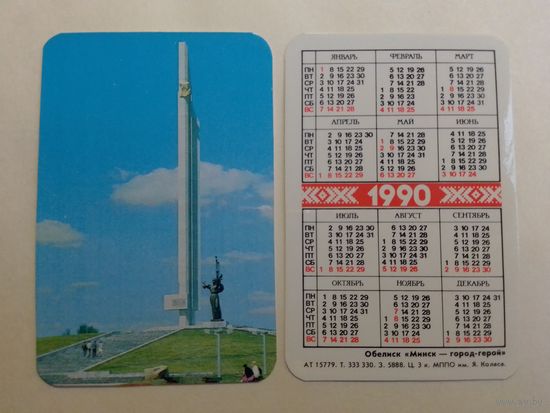 ЯНВАРЬ ФЕВРАЛЬ МАРТ
ПН 1 8 15 22 29 5 12 19 26 5 12 19 26
ВТ 2 9 16 23 30 6 13 20 27 6 13 20 27
СР 3 10 17 24 31 7 14 21 28 7 14 21 28
ЧТ 4 11 18 25 1 8 15 22 1 8 15 22 29
ПТ 5 12 19 26 2 9 16 23 2 9 16 23 30
СБ 6 13 20 27 3 10 17 24 3 10 17 24 31
ВС 7 14 21 28 4 11 18 25 4 11 18 25
АПРЕЛЬ МАЙ ИЮНЬ
ПН 2 9 16 23 30 7 14 21 28 4 11 18 25
ВТ 3 10 17 24 1 8 15 22 29 5 12 19 26
СР 4 11 18 25 2 9 16 23 30 6 13 20 27
ЧТ 5 12 19 26 3 10 17 24 31 7 14 21 28
ПТ 6 13 20 27 4 11 18 25 1 8 15 22 29
СБ 7 14 21 28 5 12 19 26 2 9 16 23 30
ВС 1 8 15 22 29 6 13 20 27 3 10 17 24
1990
ИЮЛЬ АВГУСТ СЕНТЯБРЬ
ПН 2 9 16 23 30 6 13 20 27 3 10 17 24
ВТ 3 10 17 24 31 7 14 21 28 4 11 18 25
СР 4 11 18 25 1 8 15 22 29 5 12 19 26
ЧТ 5 12 19 26 2 9 16 23 30 6 13 20 27
ПТ 6 13 20 27 3 10 17 24 31 7 14 21 28
СБ 7 14 21 28 4 11 18 25 1 8 15 22 29
ВС 1 8 15 22 29 5 12 19 26 2 9 16 23 30
ОКТЯБРЬ НОЯБРЬ ДЕКАБРЬ
ПН 1 8 15 22 29 5 12 19 26 3 10 17 24 31
ВТ 2 9 16 23 30 6 13 20 27 4 11 18 25
СР 3 10 17 24 31 7 14 21 28 5 12 19 26
ЧТ 4 11 18 25 1 8 15 22 29 6 13 20 27
ПТ 5 12 19 26 2 9 16 23 30 7 14 21 28
СБ 6 13 20 27 3 10 17 24 1 8 15 22 29
ВС 7 14 21 28 4 11 18 25 2 9 16 23 30
Обелиск «Минск — город-герой»
АТ 15779. Т. 333 330. З. 5888. Ц. 3 к. МППО им. Я. Коласа.